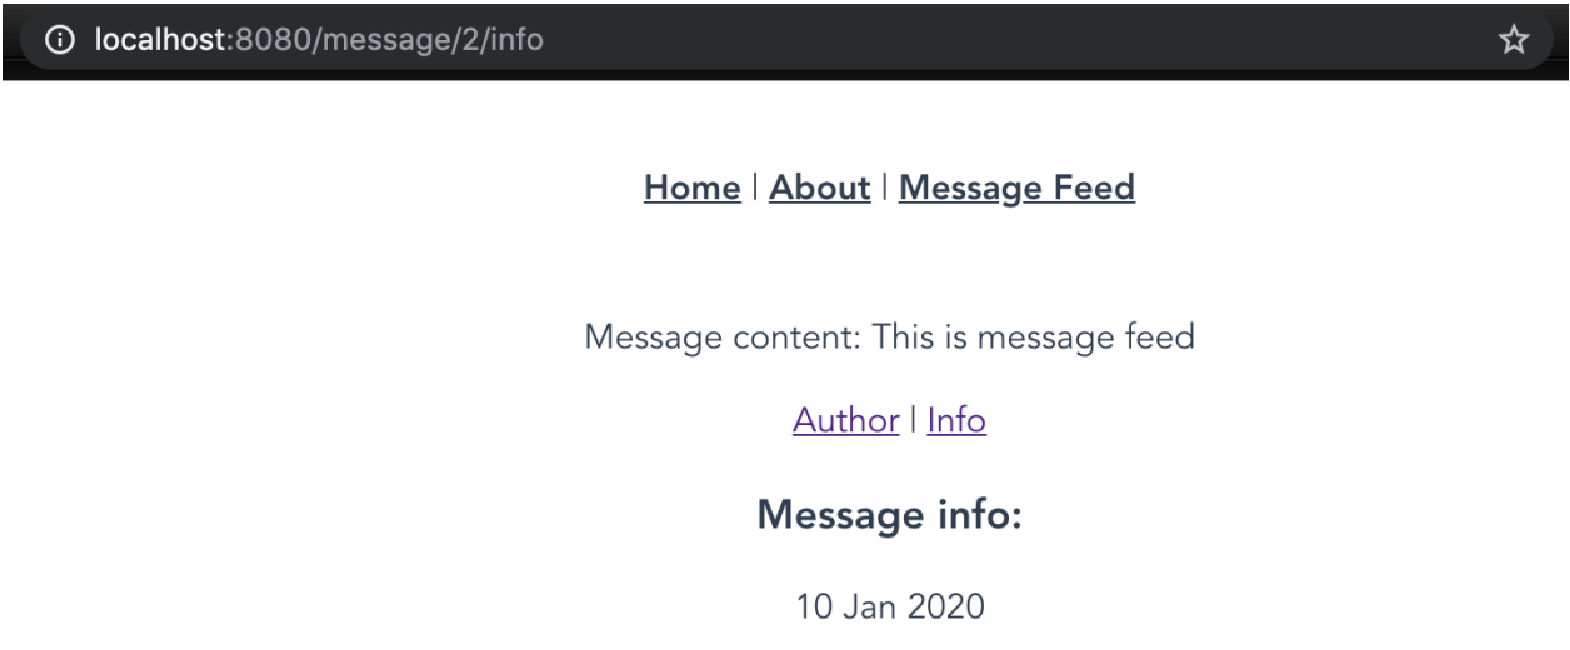 localhost:8080/message/2/info
Home | About | Message Feed
Message content: This is message feed
Author | Info
Message info:
10 Jan 2020